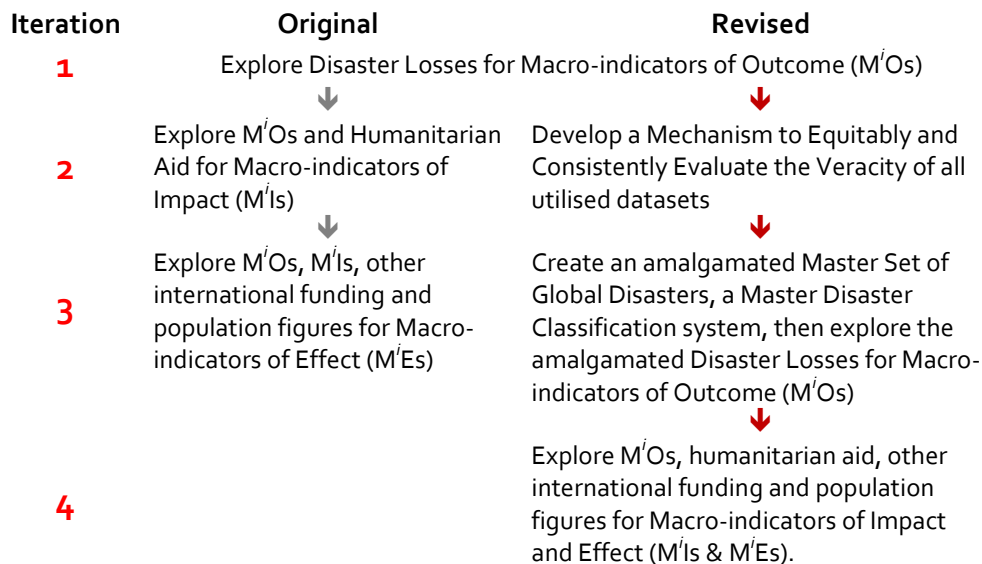 Iteration Original Revised
1 Explore Disaster Losses for Macro-indicators of Outcome (MⁱOs)
2
Explore MⁱOs and Humanitarian
Aid for Macro-indicators of
Impact (MⁱIs)
Develop a Mechanism to Equitably and
Consistently Evaluate the Veracity of all
utilised datasets
3
Explore MⁱOs, MⁱIs, other
international funding and
population figures for Macro-
indicators of Effect (MⁱEs)
Create an amalgamated Master Set of
Global Disasters, a Master Disaster
Classification system, then explore the
amalgamated Disaster Losses for Macro-
indicators of Outcome (MⁱOs)
4
Explore MⁱOs, humanitarian aid, other
international funding and population
figures for Macro-indicators of Impact
and Effect (MⁱIs & MⁱEs).